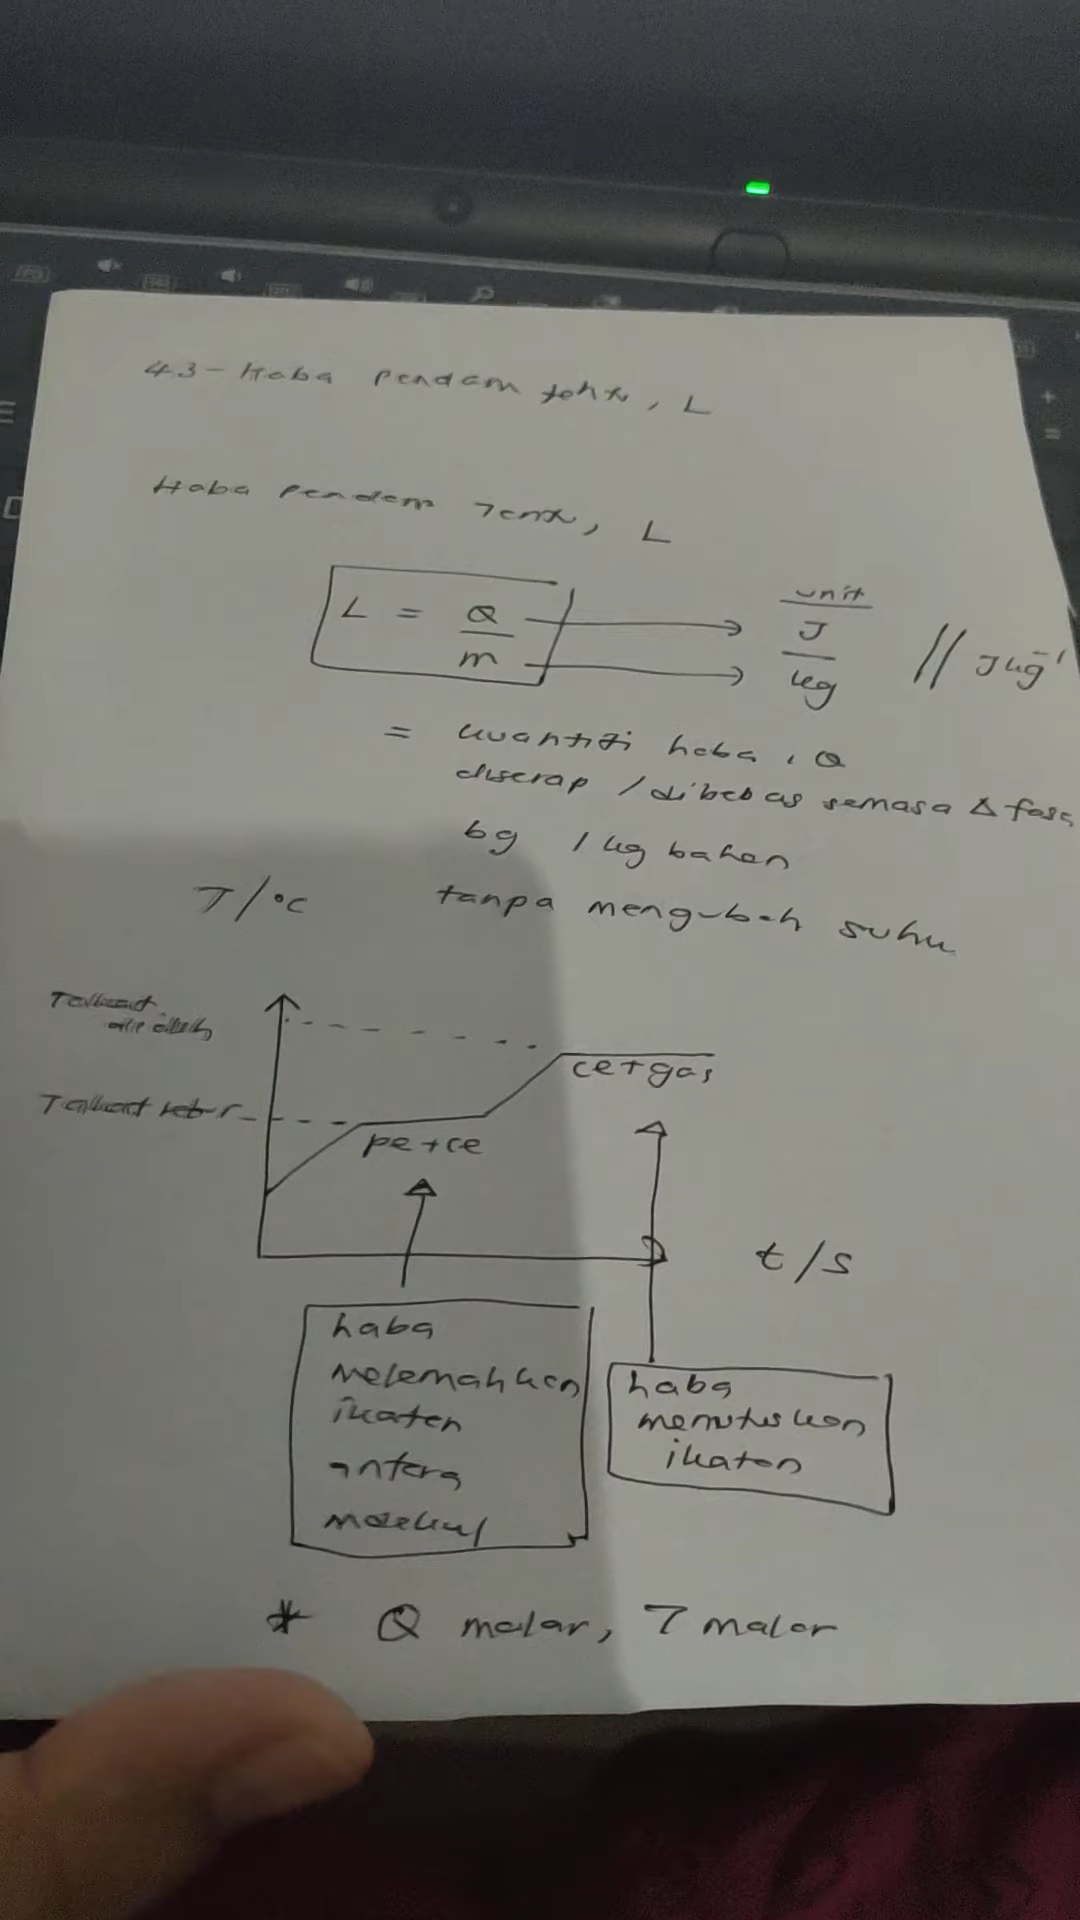 4.3 - Haba pendam tentu, L
Haba pendam Tentu, L
L = Q / m
unit
J / kg // J kg⁻¹
= kuantiti haba, Q
diserap / dibebas semasa Δ fasa
bg 1 kg bahan
tanpa mengubah suhu
T/°C
Takat didih
ce + gas
Takat lebur
pe + ce
t/s
haba
melemahkan
ikatan
antara
molekul
haba
memutuskan
ikatan
* Q malar, T malar